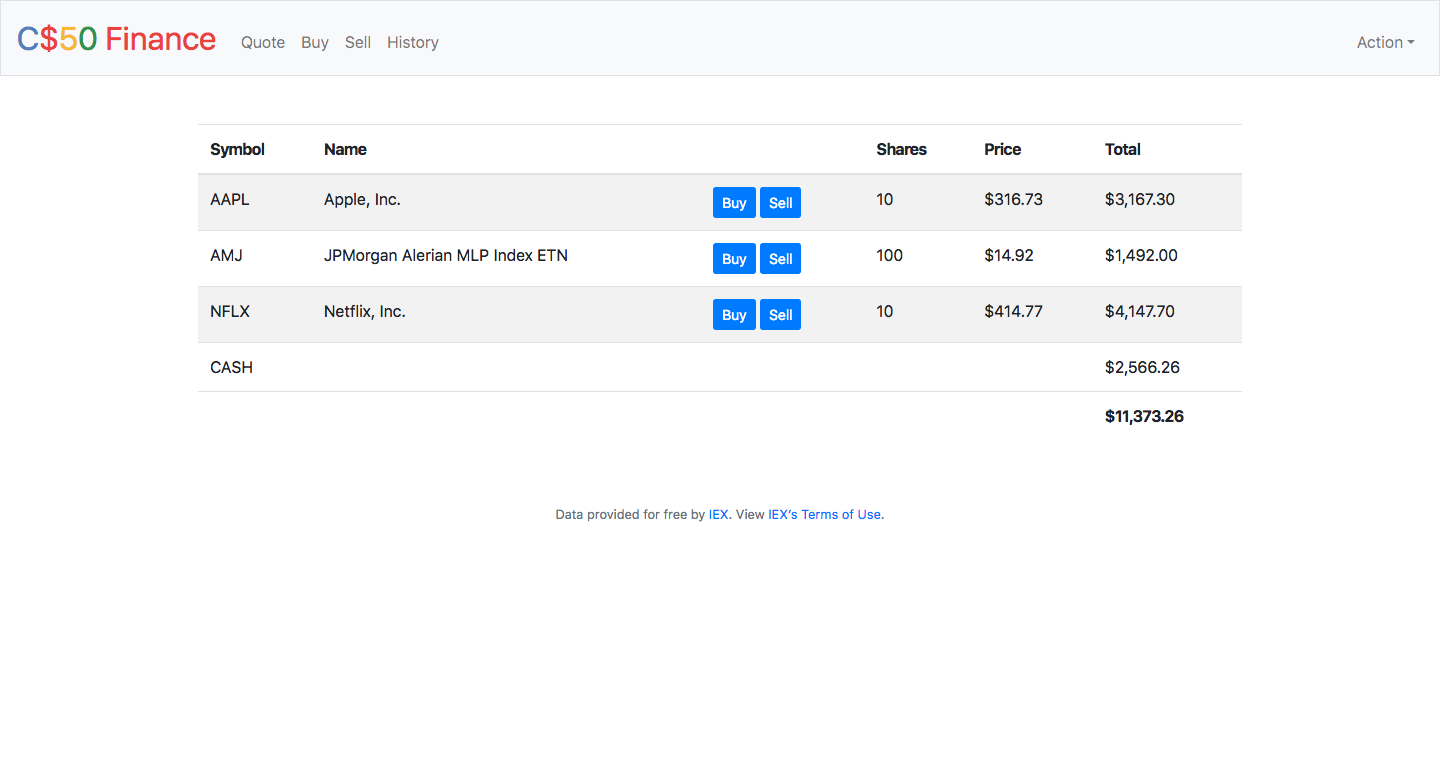 C$50 Finance Quote Buy Sell History Action
Symbol Name Shares Price Total
AAPL Apple, Inc. Buy Sell 10 $316.73 $3,167.30
AMJ JPMorgan Alerian MLP Index ETN Buy Sell 100 $14.92 $1,492.00
NFLX Netflix, Inc. Buy Sell 10 $414.77 $4,147.70
CASH $2,566.26
$11,373.26
Data provided for free by IEX. View IEX's Terms of Use.